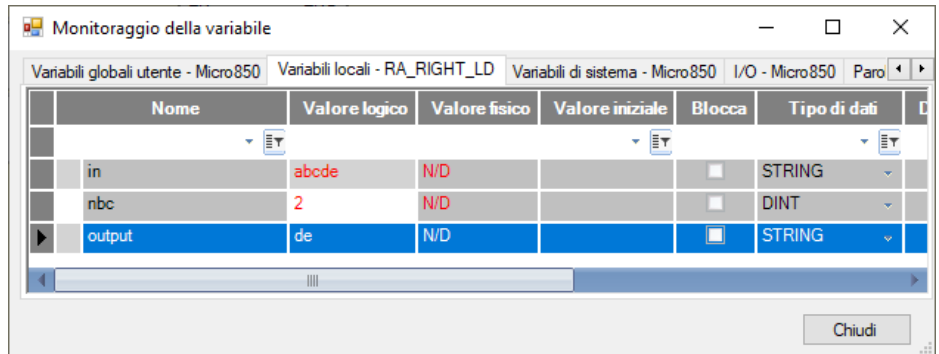 Monitoraggio della variabile
Variabili globali utente - Micro850 Variabili locali - RA_RIGHT_LD Variabili di sistema - Micro850 I/O - Micro850 Parol
Nome Valore logico Valore fisico Valore iniziale Blocca Tipo di dati D
in abcde N/D STRING
nbc 2 N/D DINT
output de N/D STRING
Chiudi